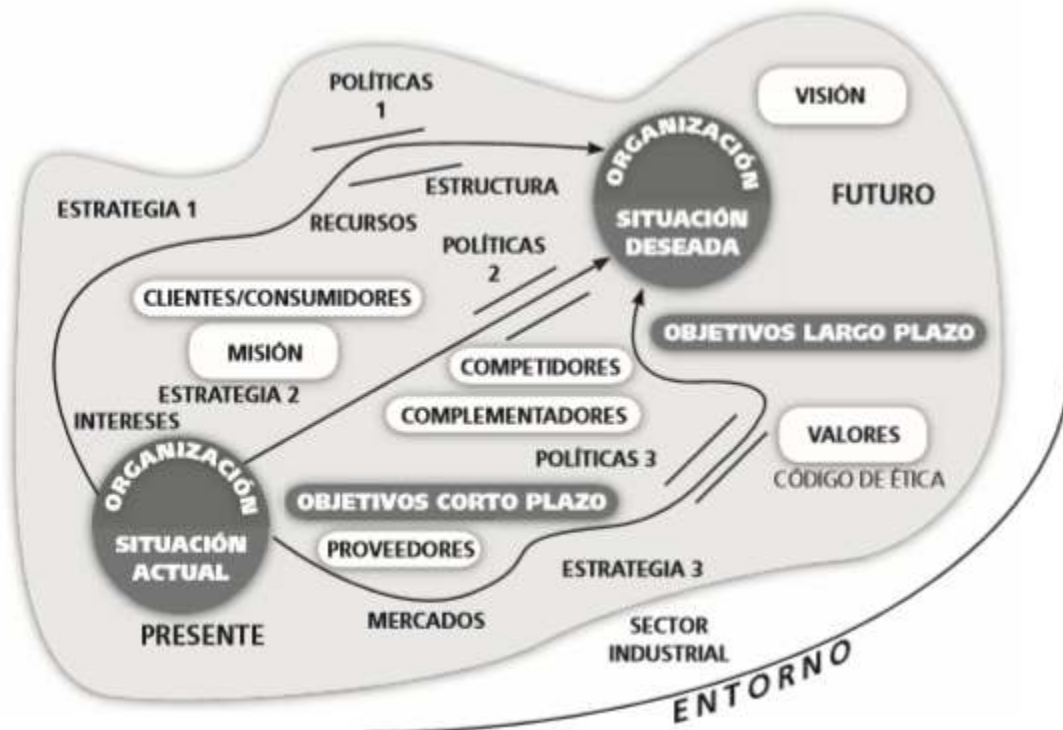 POLÍTICAS
1
VISIÓN
ORGANIZACIÓN
SITUACIÓN
DESEADA
FUTURO
ESTRATEGIA 1
ESTRUCTURA
RECURSOS
POLÍTICAS
2
CLIENTES/CONSUMIDORES
MISIÓN
OBJETIVOS LARGO PLAZO
COMPETIDORES
ESTRATEGIA 2
COMPLEMENTADORES
INTERESES
VALORES
POLÍTICAS 3
CÓDIGO DE ÉTICA
ORGANIZACIÓN
SITUACIÓN
ACTUAL
OBJETIVOS CORTO PLAZO
PROVEEDORES
ESTRATEGIA 3
MERCADOS
PRESENTE
SECTOR
INDUSTRIAL
ENTORNO